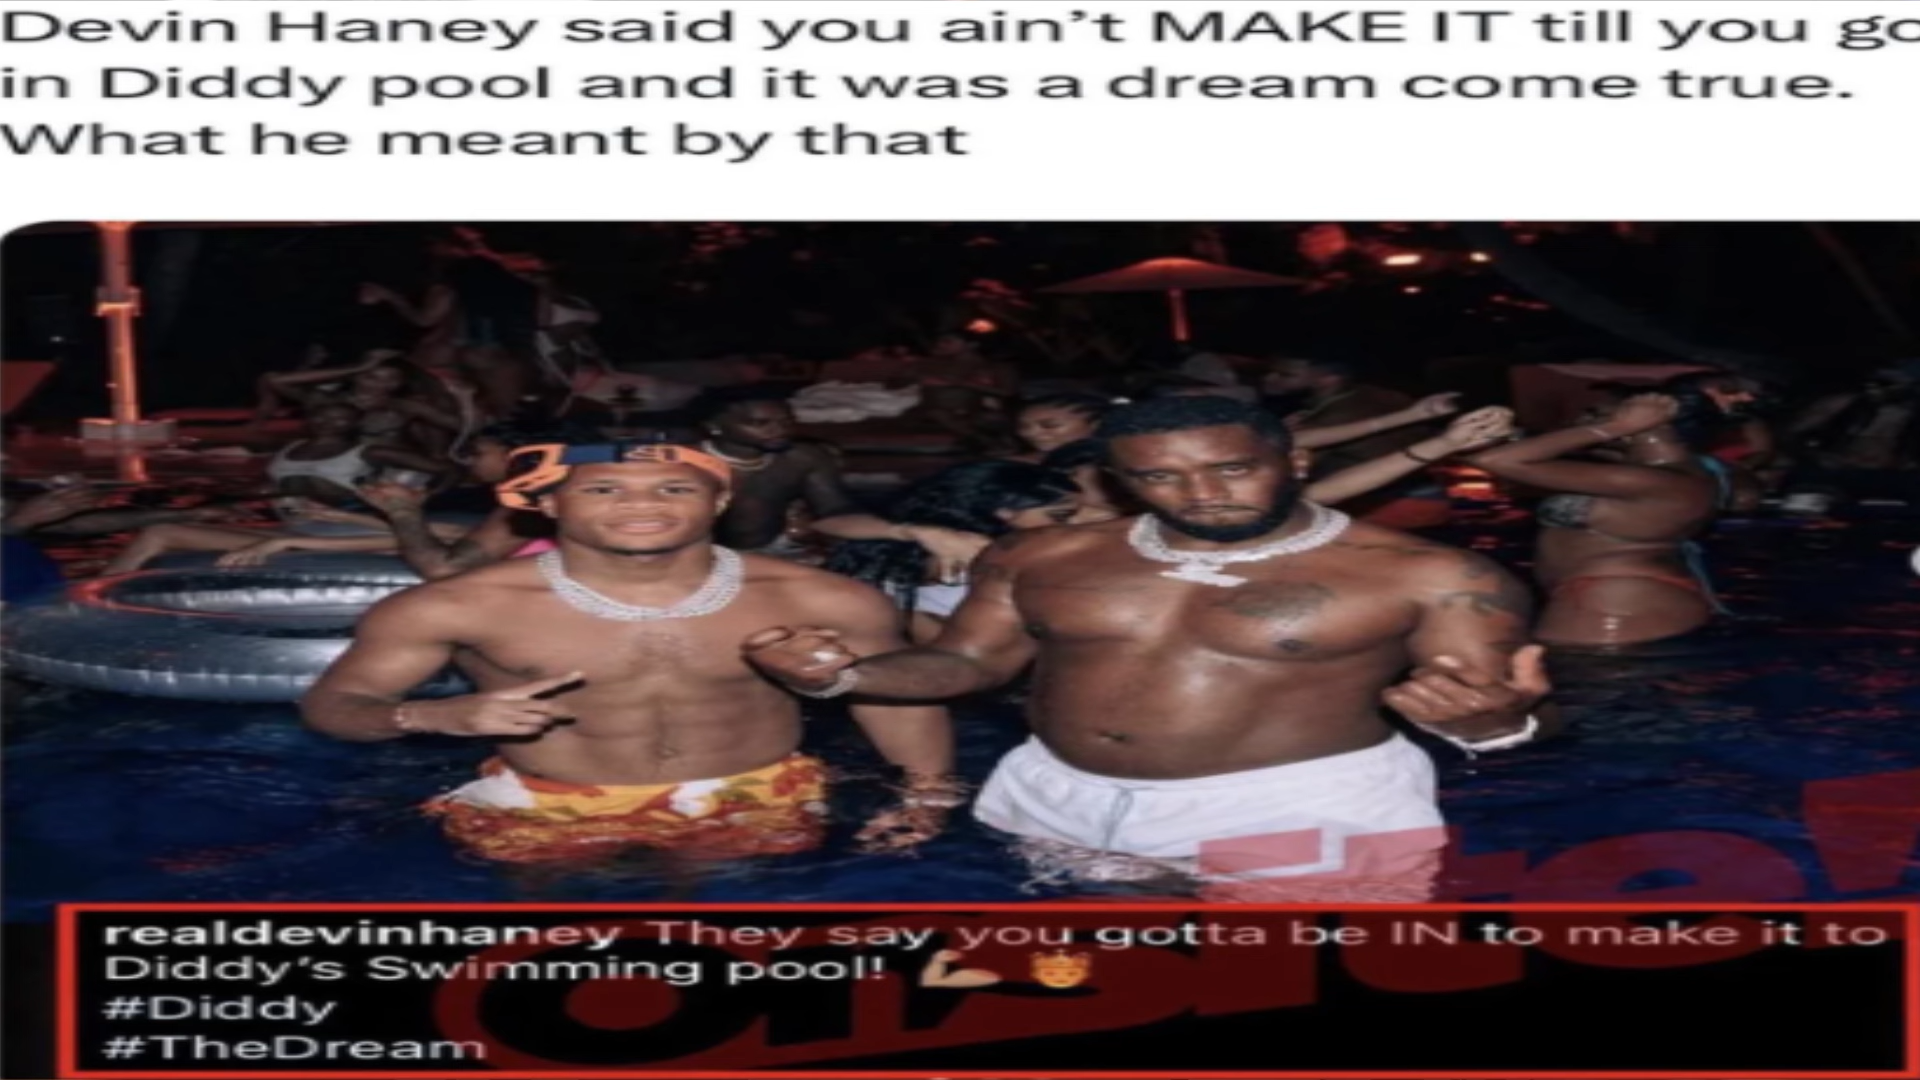 Devin Haney said you ain't MAKE IT till you go
in Diddy pool and it was a dream come true.
What he meant by that
realdevinhaney They say you gotta be IN to make it to
Diddy's Swimming pool! 💪🤯
#Diddy
#TheDream